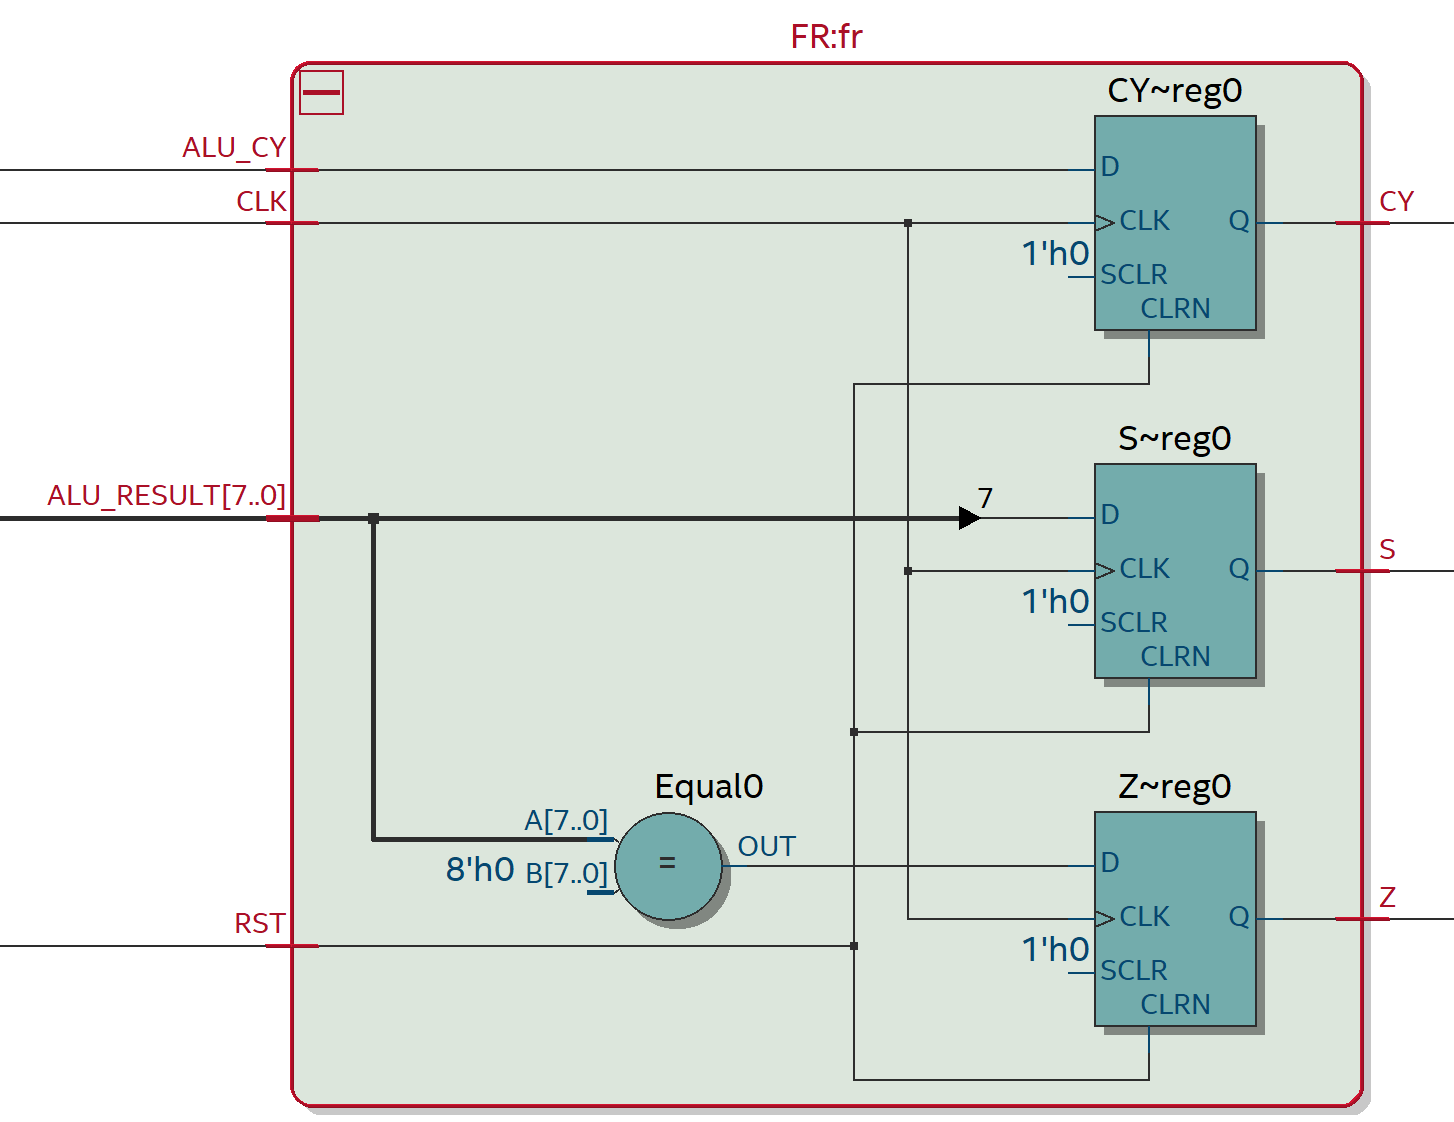 FR:fr
CY~reg0
ALU_CY
D
CLK
CLK
Q
CY
1'h0
SCLR
CLRN
S~reg0
ALU_RESULT[7..0]
7
D
CLK
Q
S
1'h0
SCLR
CLRN
Equal0
Z~reg0
A[7..0]
8'h0 B[7..0]
=
OUT
D
CLK
Q
Z
RST
1'h0
SCLR
CLRN